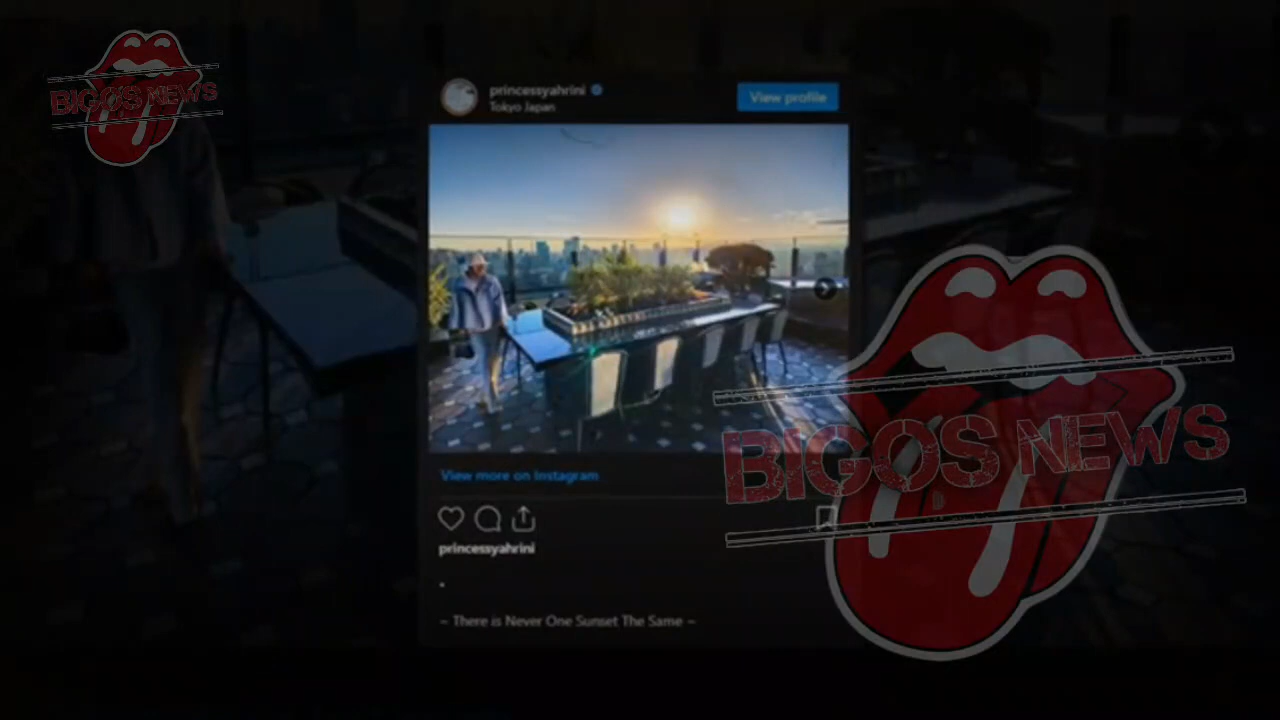 BIGOS NEWS
princessyahrini
Tokyo Japan
View profile
BIGOS NEWS
View more on Instagram
princessyahrini
.
~ There is Never One Sunset The Same ~